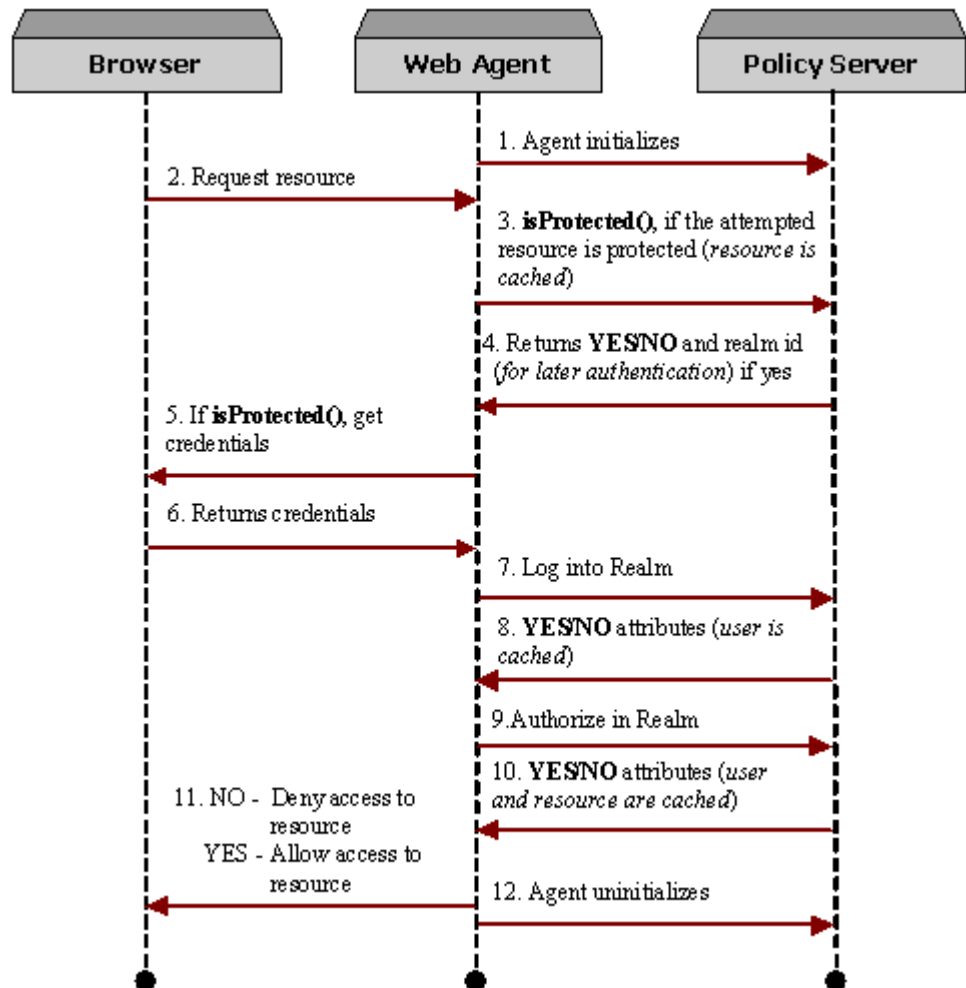 Browser
Web Agent
Policy Server
1. Agent initializes
2. Request resource
3. isProtected(), if the attempted
resource is protected (resource is
cached)
4. Returns YES/NO and realm id
(for later authentication) if yes
5. If isProtected(), get
credentials
6. Returns credentials
7. Log into Realm
8. YES/NO attributes (user is
cached)
9.Authorize in Realm
10. YES/NO attributes (user
and resource are cached)
11. NO - Deny access to
resource
YES - Allow access to
resource
12. Agent uninitializes